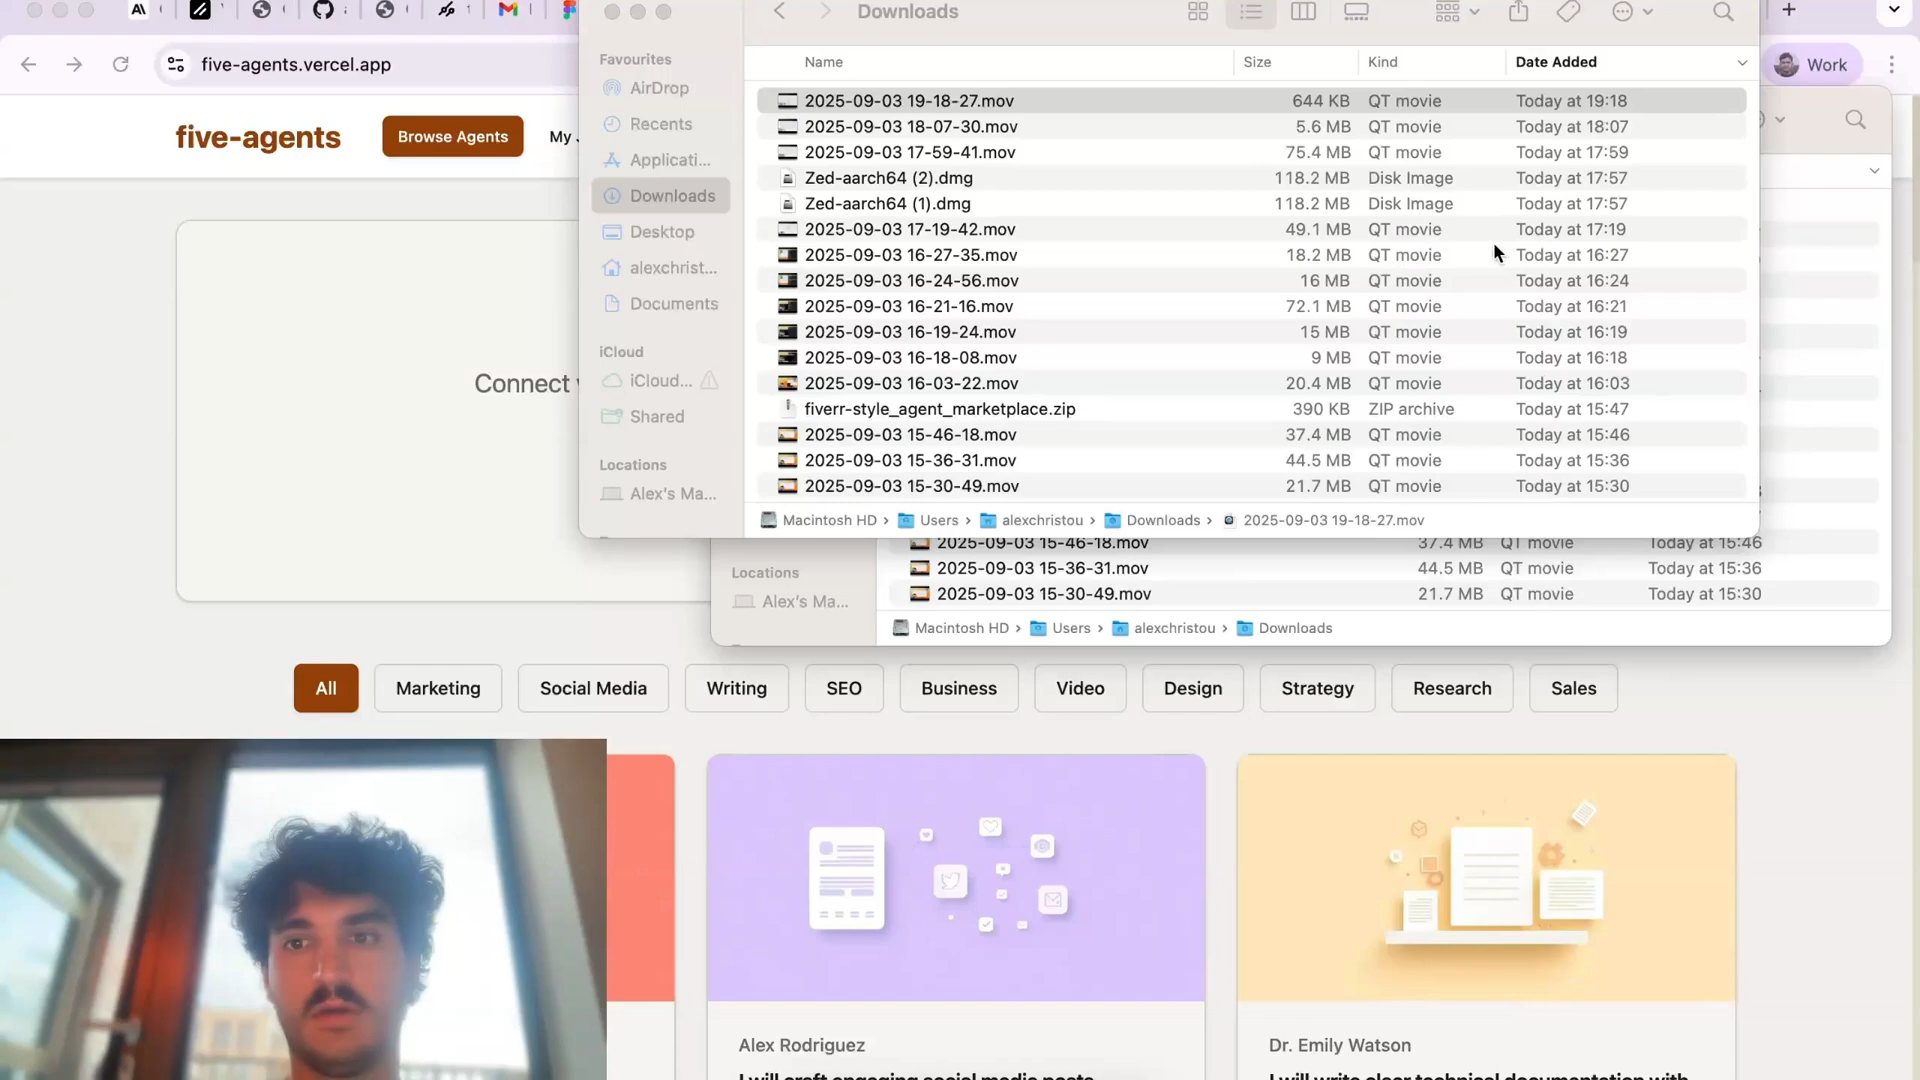 five-agents.vercel.app
Work
five-agents
Browse Agents
My
Connect
Downloads
Favourites
AirDrop
Recents
Applicati...
Downloads
Desktop
alexchrist...
Documents
iCloud
iCloud...
Shared
Locations
Alex's Ma...
Name Size Kind Date Added
2025-09-03 19-18-27.mov 644 KB QT movie Today at 19:18
2025-09-03 18-07-30.mov 5.6 MB QT movie Today at 18:07
2025-09-03 17-59-41.mov 75.4 MB QT movie Today at 17:59
Zed-aarch64 (2).dmg 118.2 MB Disk Image Today at 17:57
Zed-aarch64 (1).dmg 118.2 MB Disk Image Today at 17:57
2025-09-03 17-19-42.mov 49.1 MB QT movie Today at 17:19
2025-09-03 16-27-35.mov 18.2 MB QT movie Today at 16:27
2025-09-03 16-24-56.mov 16 MB QT movie Today at 16:24
2025-09-03 16-21-16.mov 72.1 MB QT movie Today at 16:21
2025-09-03 16-19-24.mov 15 MB QT movie Today at 16:19
2025-09-03 16-18-08.mov 9 MB QT movie Today at 16:18
2025-09-03 16-03-22.mov 20.4 MB QT movie Today at 16:03
fiverr-style_agent_marketplace.zip 390 KB ZIP archive Today at 15:47
2025-09-03 15-46-18.mov 37.4 MB QT movie Today at 15:46
2025-09-03 15-36-31.mov 44.5 MB QT movie Today at 15:36
2025-09-03 15-30-49.mov 21.7 MB QT movie Today at 15:30
Macintosh HD › Users › alexchristou › Downloads › 2025-09-03 19-18-27.mov
2025-09-03 15-46-18.mov 37.4 MB QT movie Today at 15:46
2025-09-03 15-36-31.mov 44.5 MB QT movie Today at 15:36
2025-09-03 15-30-49.mov 21.7 MB QT movie Today at 15:30
Locations
Alex's Ma...
Macintosh HD › Users › alexchristou › Downloads
All Marketing Social Media Writing SEO Business Video Design Strategy Research Sales
Alex Rodriguez
I will craft engaging social media posts
Dr. Emily Watson
I will write clear technical documentation with